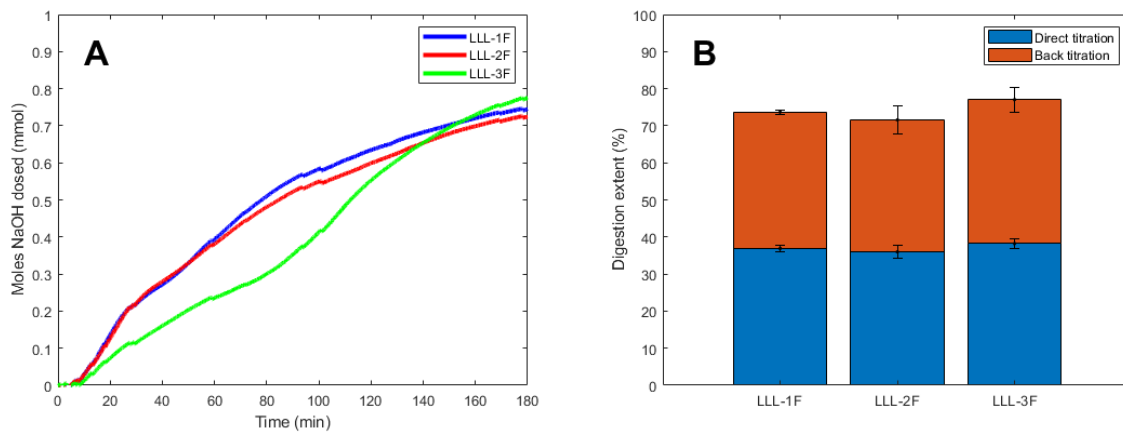 A
LLL-1F
LLL-2F
LLL-3F
Moles NaOH dosed (mmol)
1
0.9
0.8
0.7
0.6
0.5
0.4
0.3
0.2
0.1
0
0 20 40 60 80 100 120 140 160 180
Time (min)
B
Direct titration
Back titration
Digestion extent (%)
100
90
80
70
60
50
40
30
20
10
0
LLL-1F LLL-2F LLL-3F